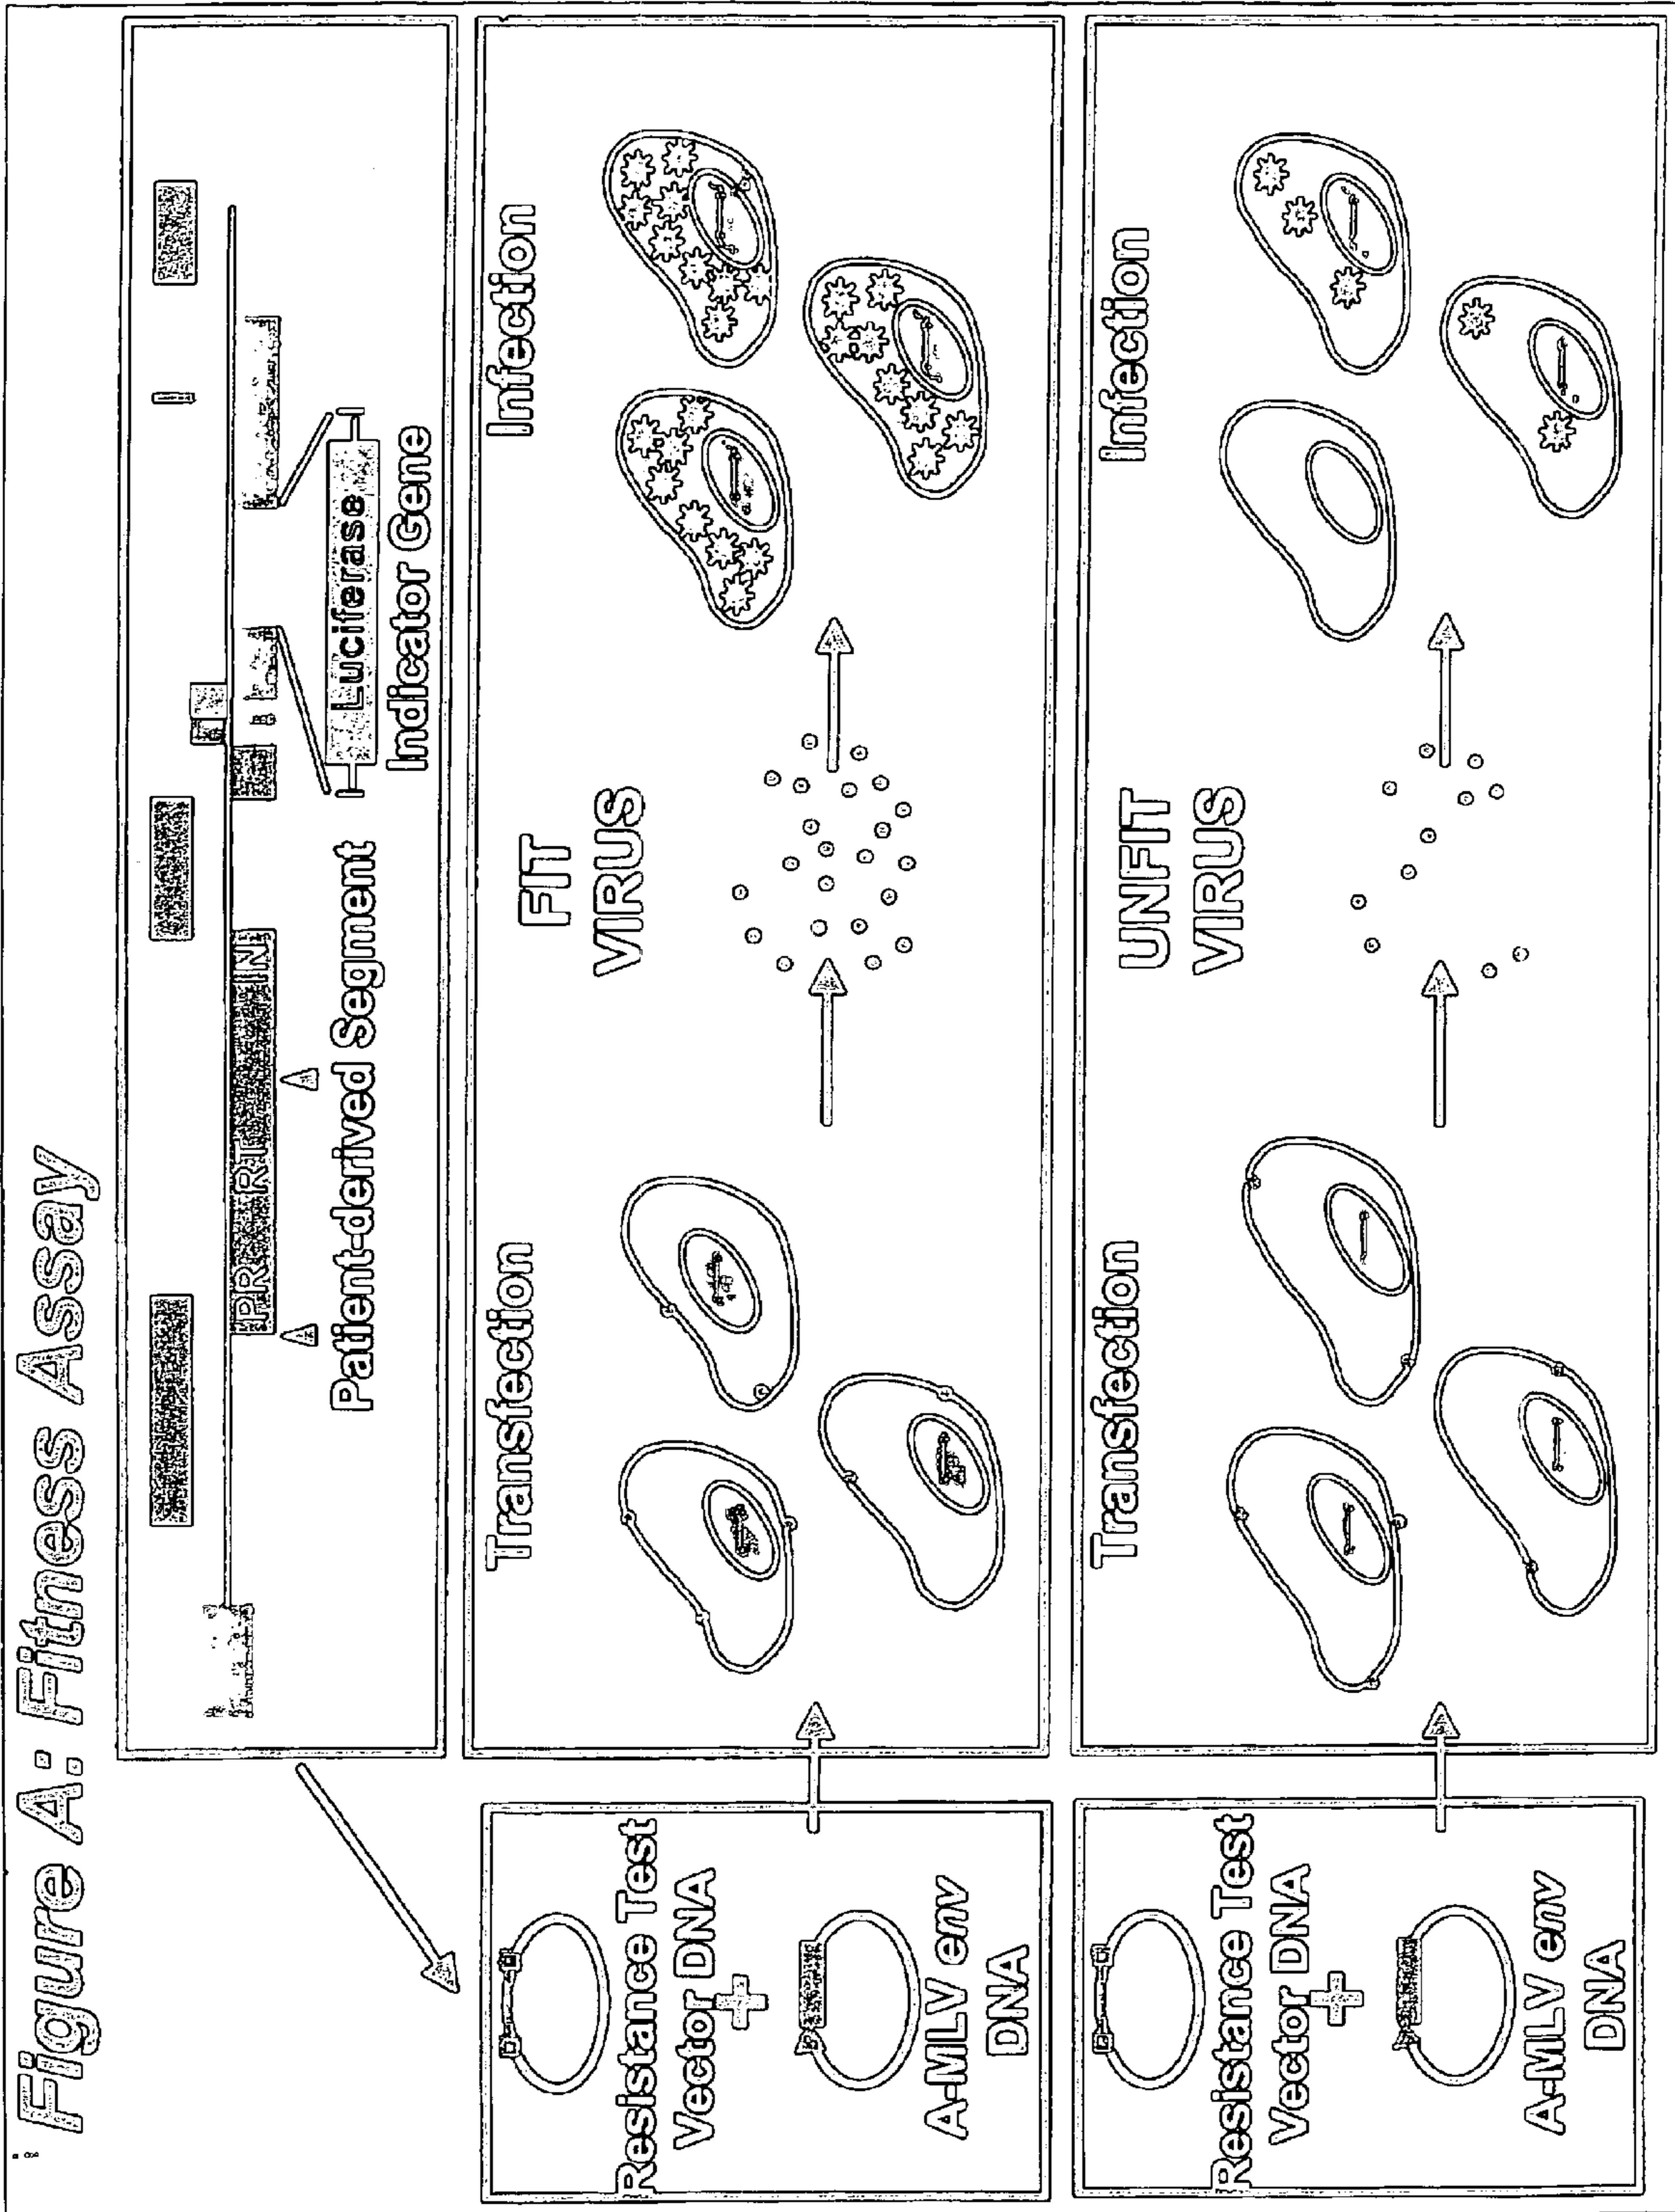 Figure A: Fitness Assay
PR RT IN
Patient-derived Segment
Luciferase
Indicator Gene
Resistance Test
Vector DNA
+
A-MLV env
DNA
Transfection
FIT
VIRUS
Infection
Resistance Test
Vector DNA
+
A-MLV env
DNA
Transfection
UNFIT
VIRUS
Infection